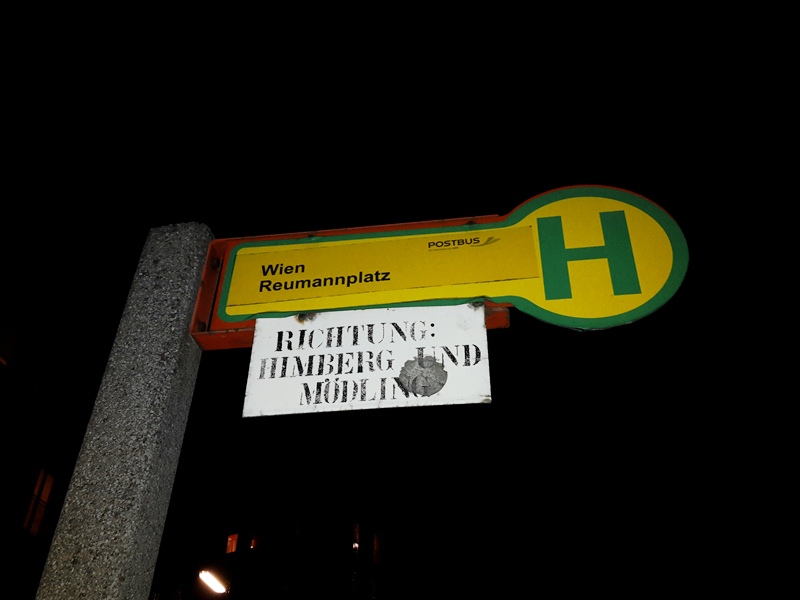 POSTBUS
Wien
Reumannplatz
H
RICHTUNG:
HIMBERG UND
MÖDLING